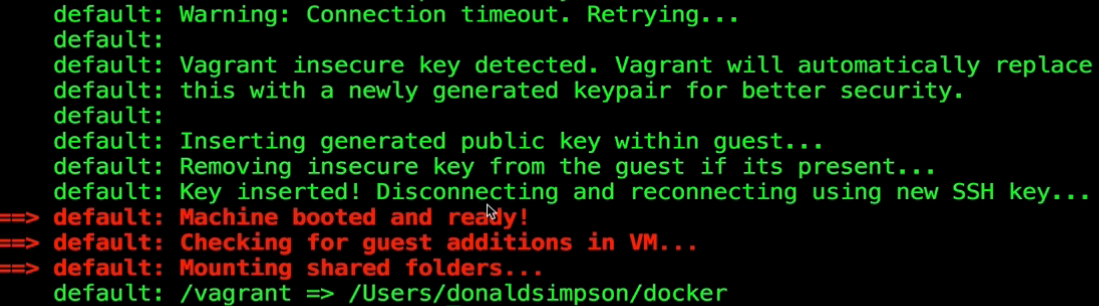 default: Warning: Connection timeout. Retrying...
default:
default: Vagrant insecure key detected. Vagrant will automatically replace
default: this with a newly generated keypair for better security.
default:
default: Inserting generated public key within guest...
default: Removing insecure key from the guest if its present...
default: Key inserted! Disconnecting and reconnecting using new SSH key...
==> default: Machine booted and ready!
==> default: Checking for guest additions in VM...
==> default: Mounting shared folders...
default: /vagrant => /Users/donaldsimpson/docker